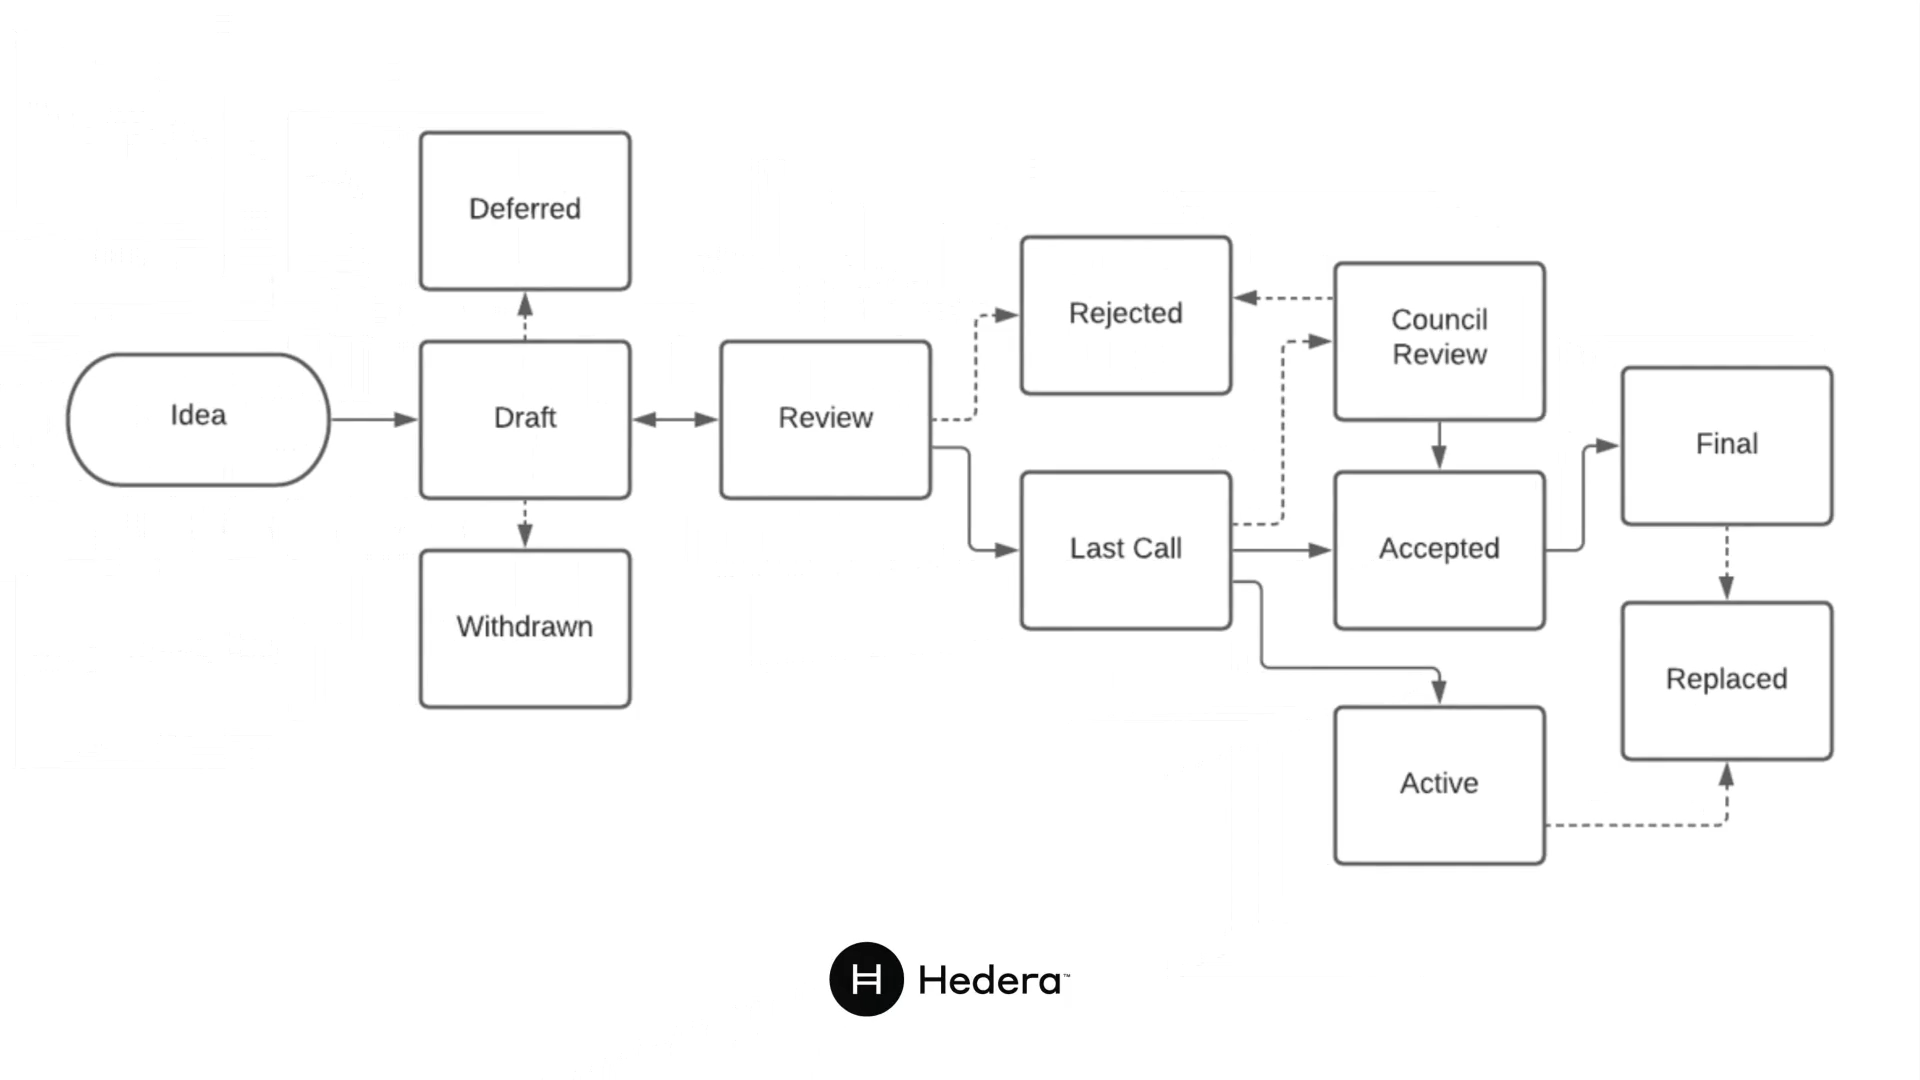 Deferred
Idea
Draft
Review
Withdrawn
Rejected
Council
Review
Last Call
Accepted
Final
Replaced
Active
Hedera™